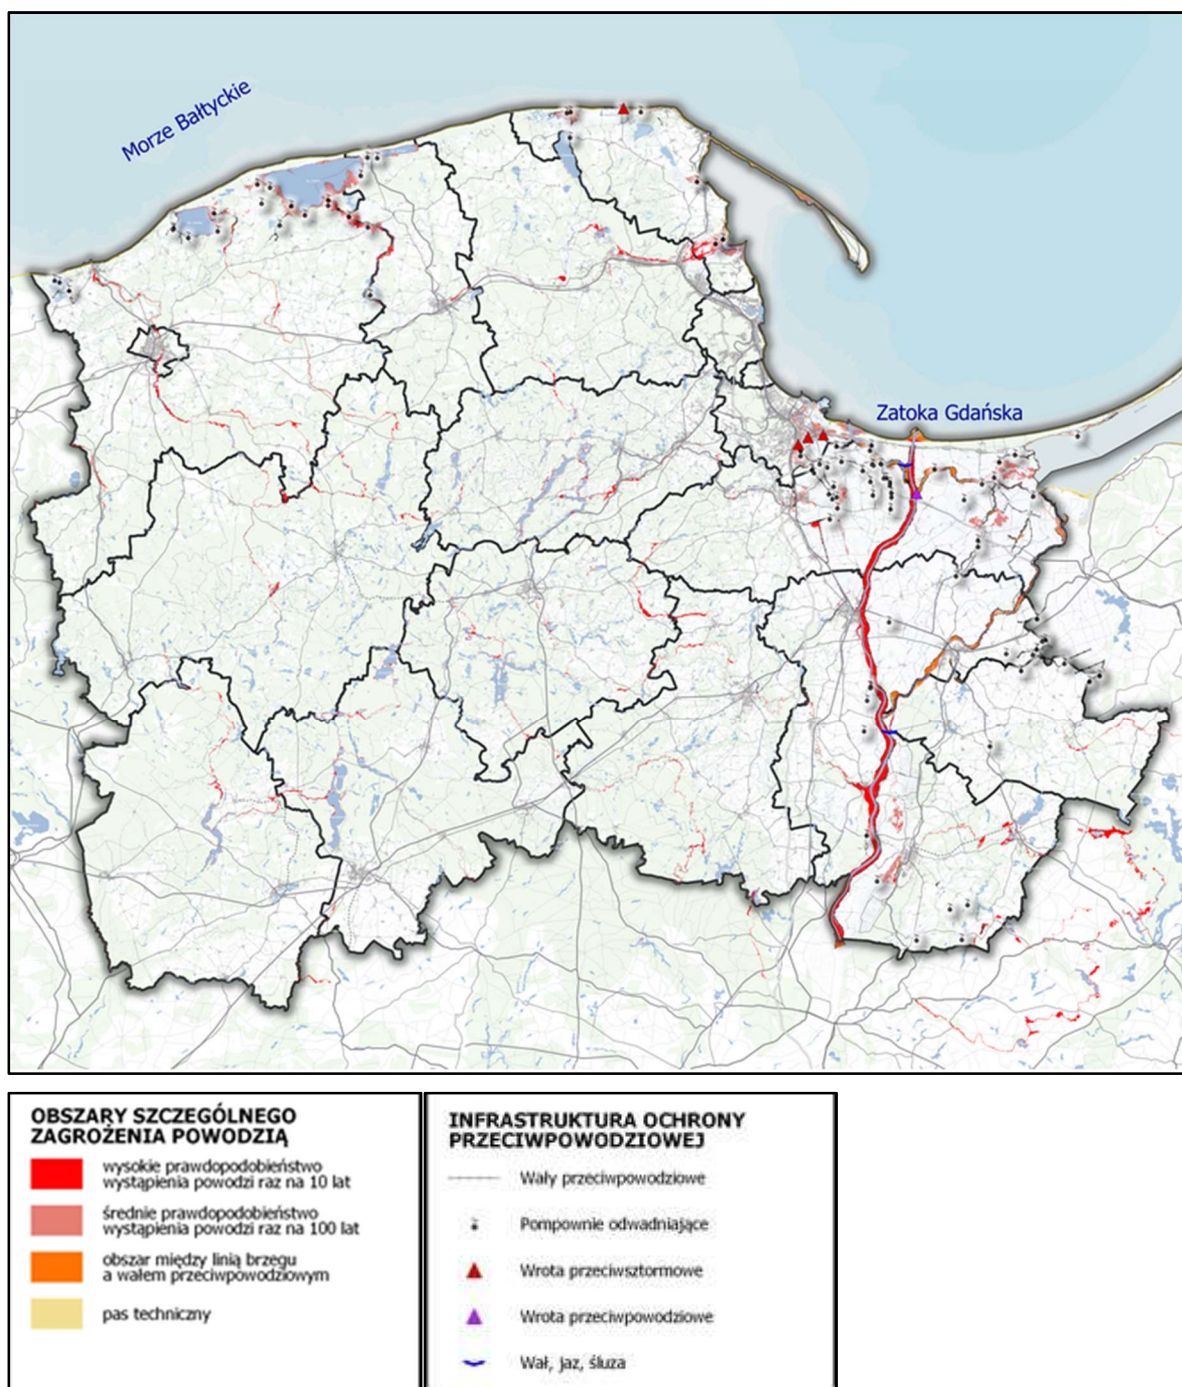 Morze Bałtyckie
Zatoka Gdańska
OBSZARY SZCZEGÓLNEGO
ZAGROŻENIA POWODZIĄ
wysokie prawdopodobieństwo
wystąpienia powodzi raz na 10 lat
średnie prawdopodobieństwo
wystąpienia powodzi raz na 100 lat
obszar między linią brzegu
a wałem przeciwpowodziowym
pas techniczny
INFRASTRUKTURA OCHRONY
PRZECIWPOWODZIOWEJ
Wały przeciwpowodziowe
Pompownie odwadniające
Wrota przeciwsztormowe
Wrota przeciwpowodziowe
Wał, jaz, śluza